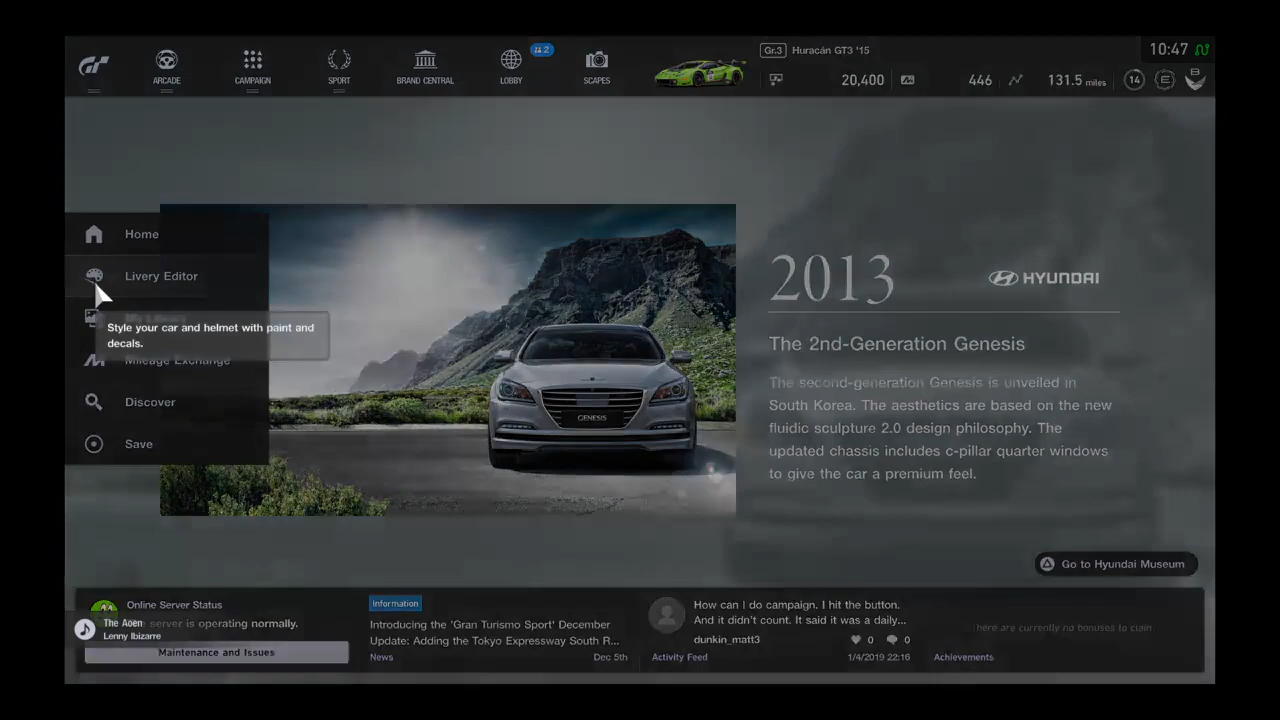 Gr.3 Huracán GT3 '15
10:47
GT
ARCADE
CAMPAIGN
SPORT
BRAND CENTRAL
LOBBY
2
SCAPES
20,400
446
131.5 miles
14
E
B
Home
Livery Editor
Style your car and helmet with paint and
decals.
Mileage Exchange
Discover
Save
GENESIS
2013
HYUNDAI
The 2nd-Generation Genesis
The second-generation Genesis is unveiled in
South Korea. The aesthetics are based on the new
fluidic sculpture 2.0 design philosophy. The
updated chassis includes c-pillar quarter windows
to give the car a premium feel.
Go to Hyundai Museum
Online Server Status
server is operating normally.
The Aoen
Lenny Ibizarre
Maintenance and Issues
Information
Introducing the 'Gran Turismo Sport' December
Update: Adding the Tokyo Expressway South R...
News
Dec 5th
How can I do campaign. I hit the button.
And it didn't count. It said it was a daily...
dunkin_matt3
0
0
Activity Feed
1/4/2019 22:16
There are currently no bonuses to claim
Achievements